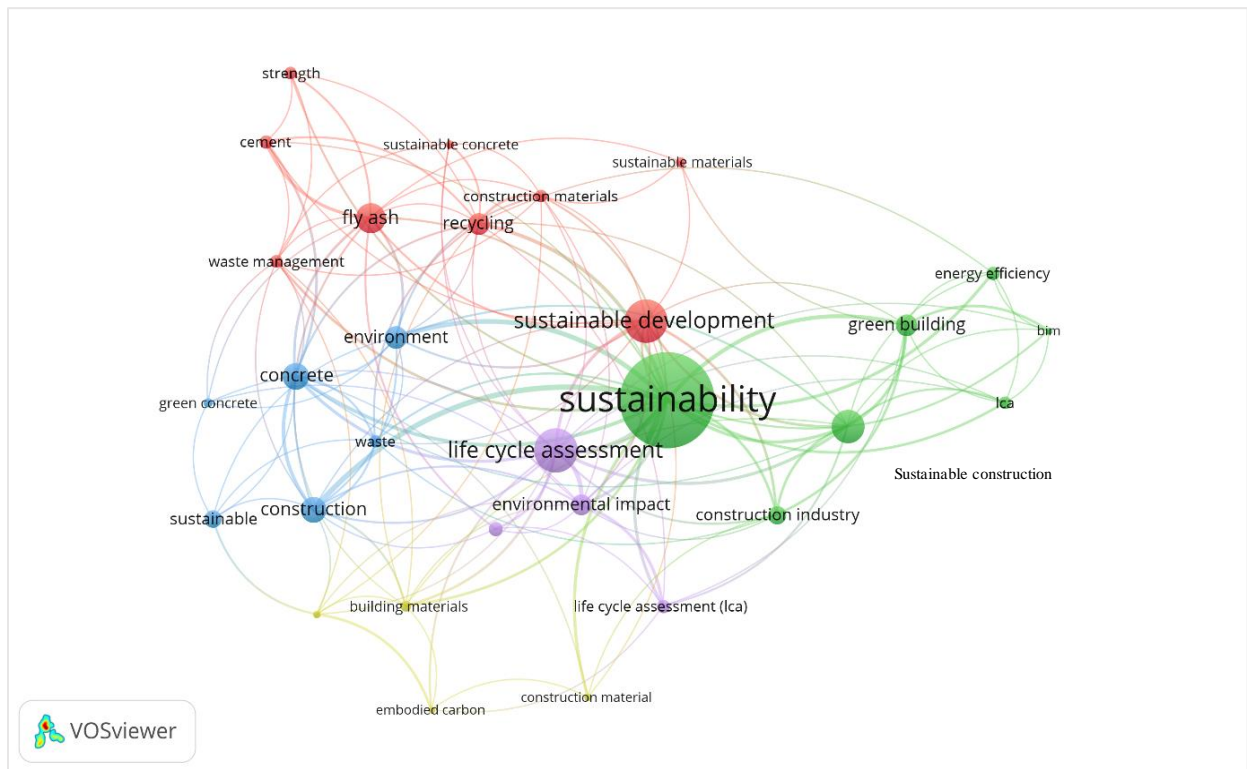 strength
cement
sustainable concrete
sustainable materials
construction materials
fly ash
recycling
waste management
energy efficiency
sustainable development
green building
bim
environment
concrete
green concrete
sustainability
lca
waste
life cycle assessment
Sustainable construction
environmental impact
construction
sustainable
construction industry
building materials
life cycle assessment (lca)
construction material
embodied carbon
VOSviewer